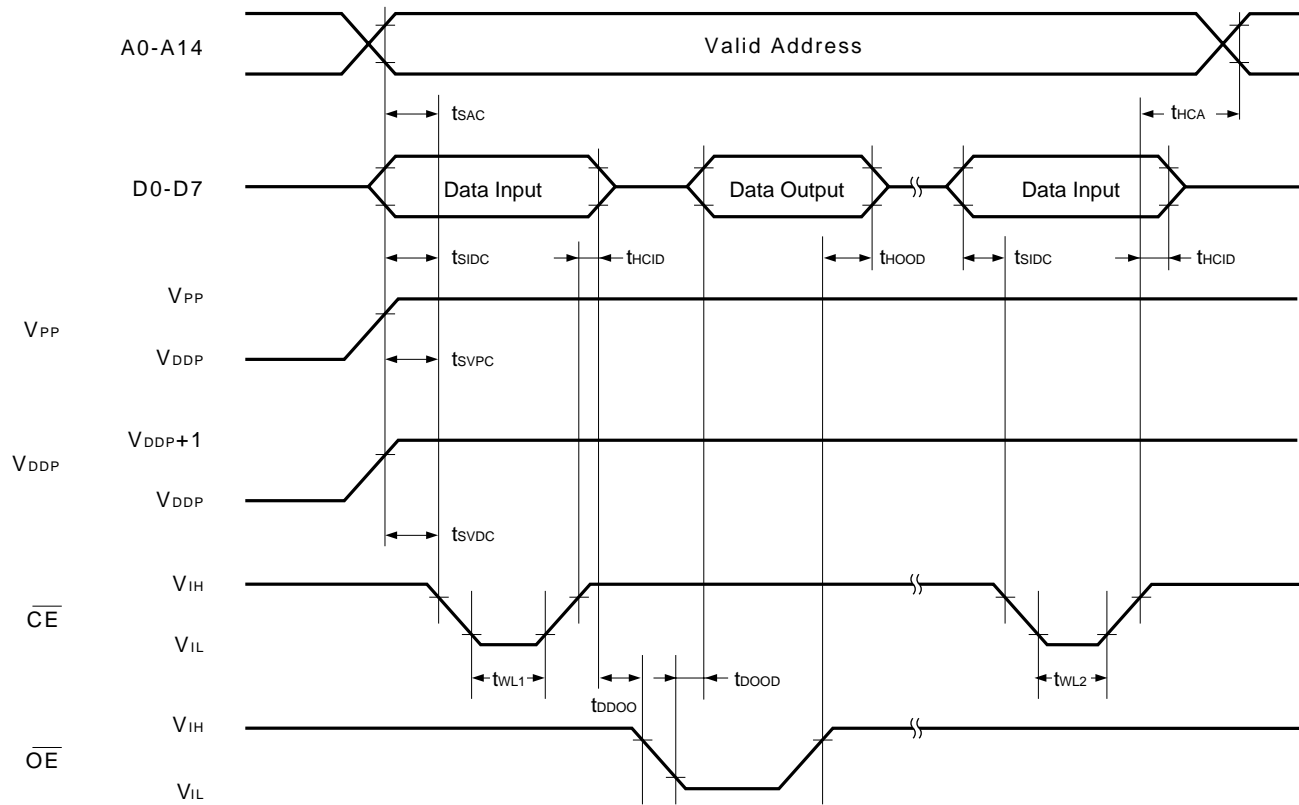 A0-A14
Valid Address
tSAC
tHCA
D0-D7
Data Input
Data Output
Data Input
tSIDC
tHCID
tHOOD
tSIDC
tHCID
VPP
VPP
VDDP
tSVPC
VDDP+1
VDDP
VDDP
tSVDC
VIH
CE
VIL
tWL1
tDDOO
tDOOD
tWL2
VIH
OE
VIL